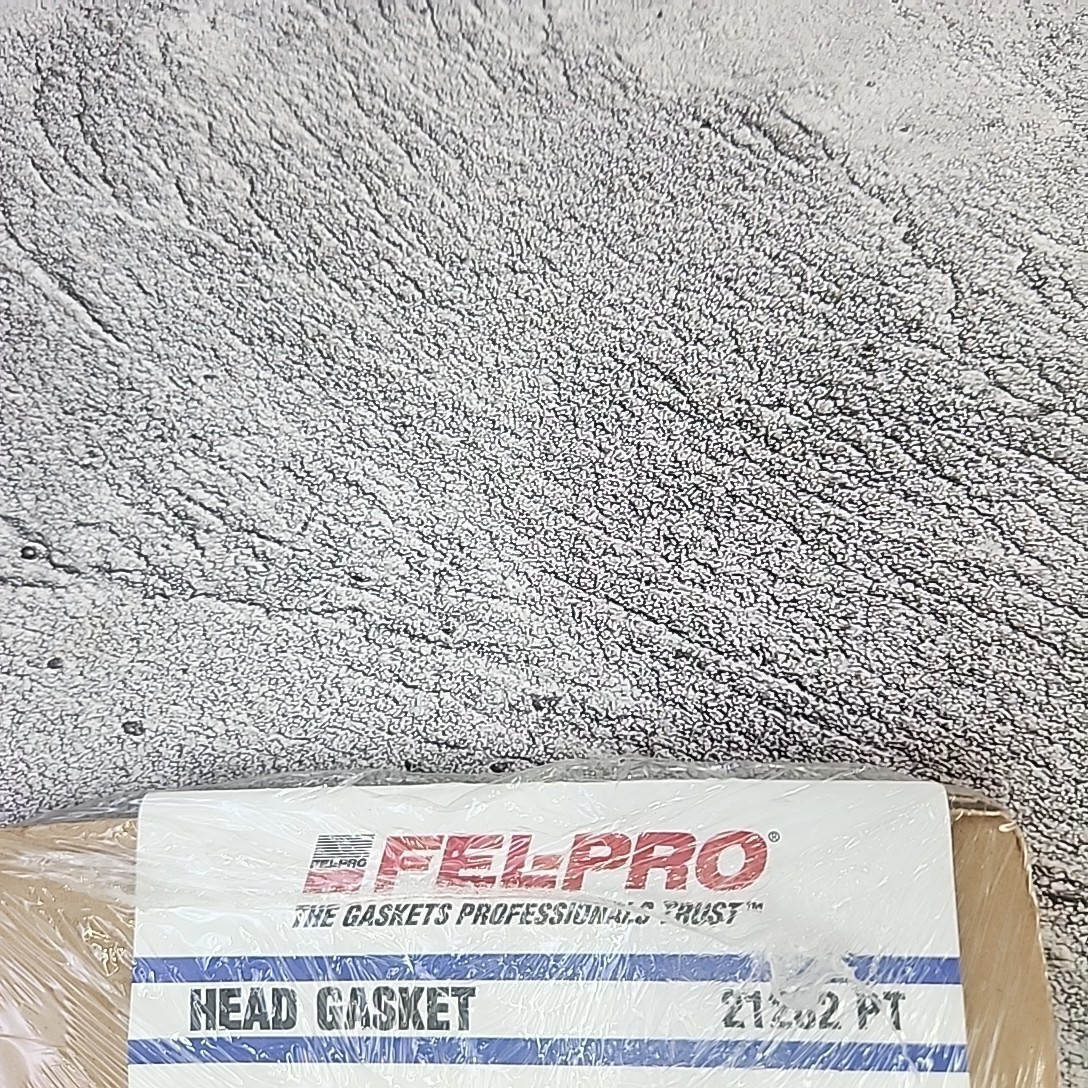 FEL-PRO
FEL-PRO®
THE GASKETS PROFESSIONALS TRUST™
HEAD GASKET PT